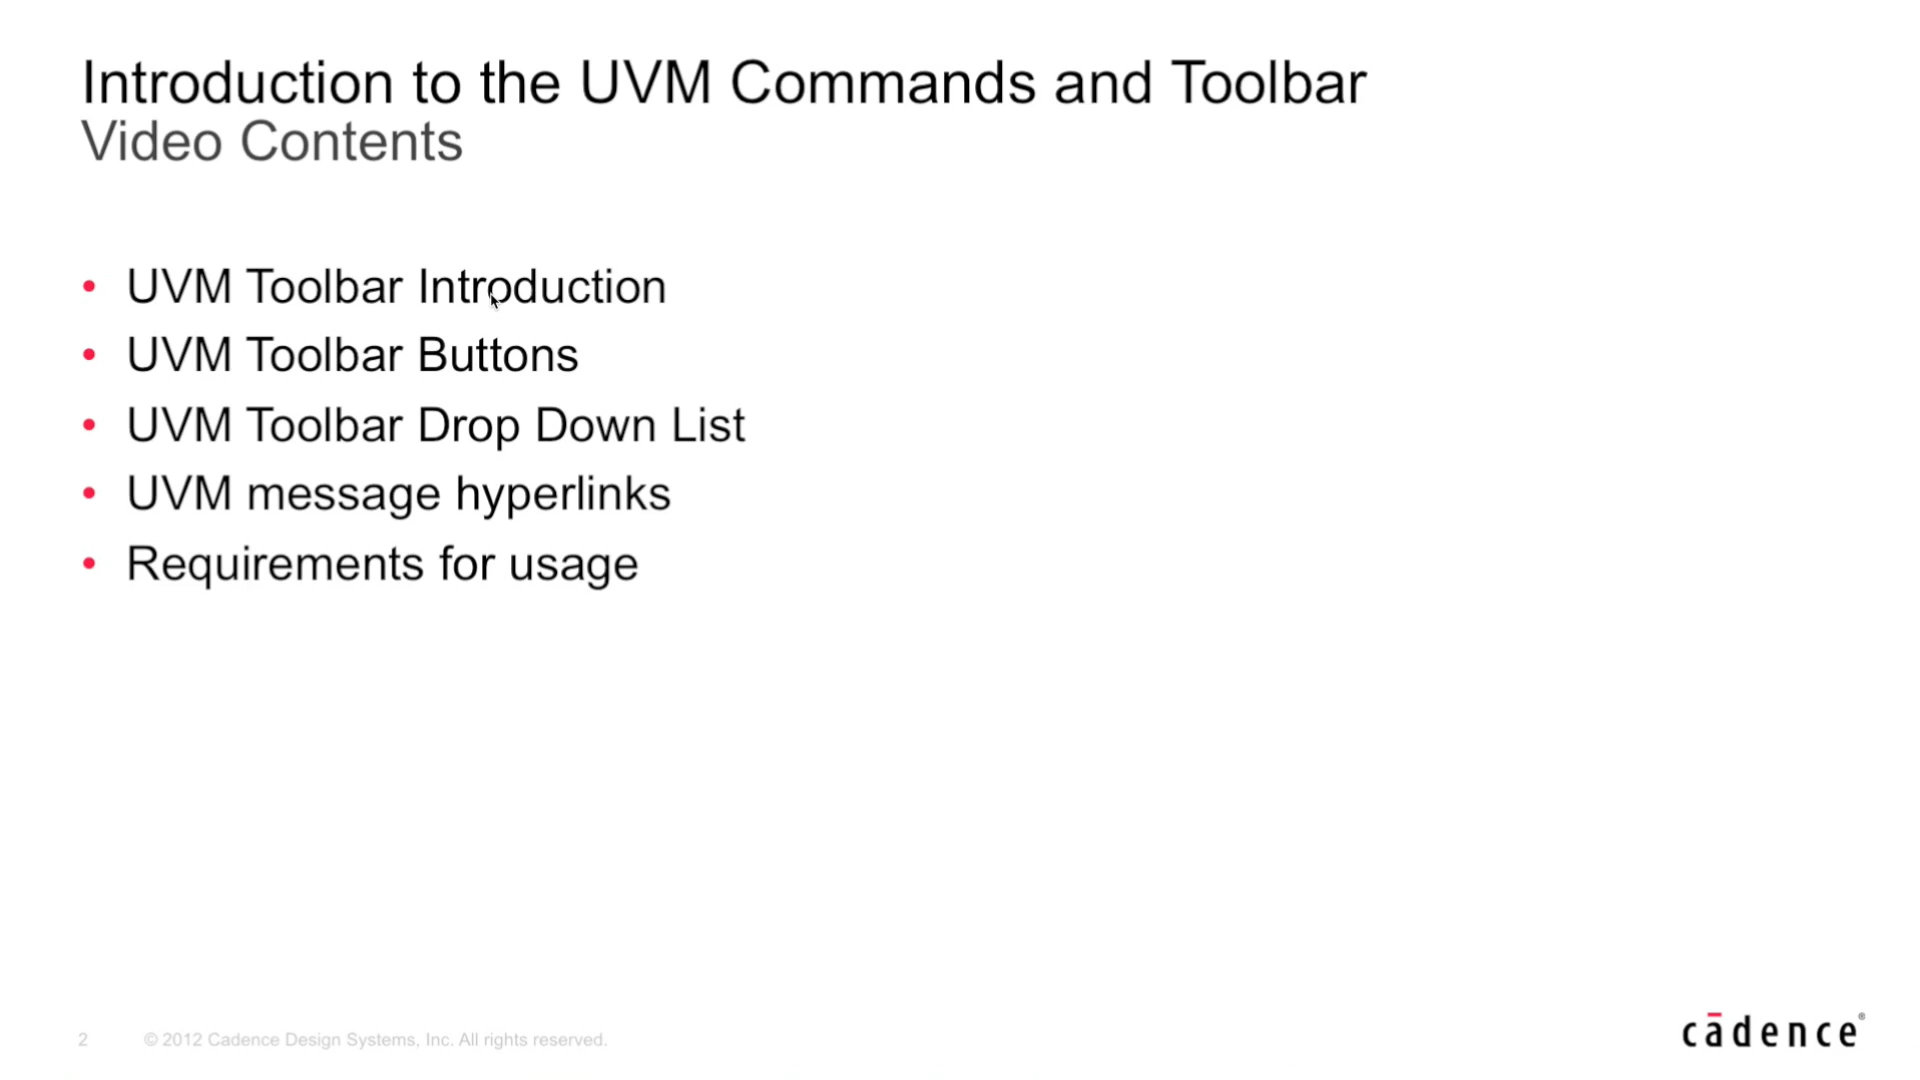 Introduction to the UVM Commands and Toolbar
Video Contents
• UVM Toolbar Introduction
• UVM Toolbar Buttons
• UVM Toolbar Drop Down List
• UVM message hyperlinks
• Requirements for usage
2 © 2012 Cadence Design Systems, Inc. All rights reserved.
cādence®